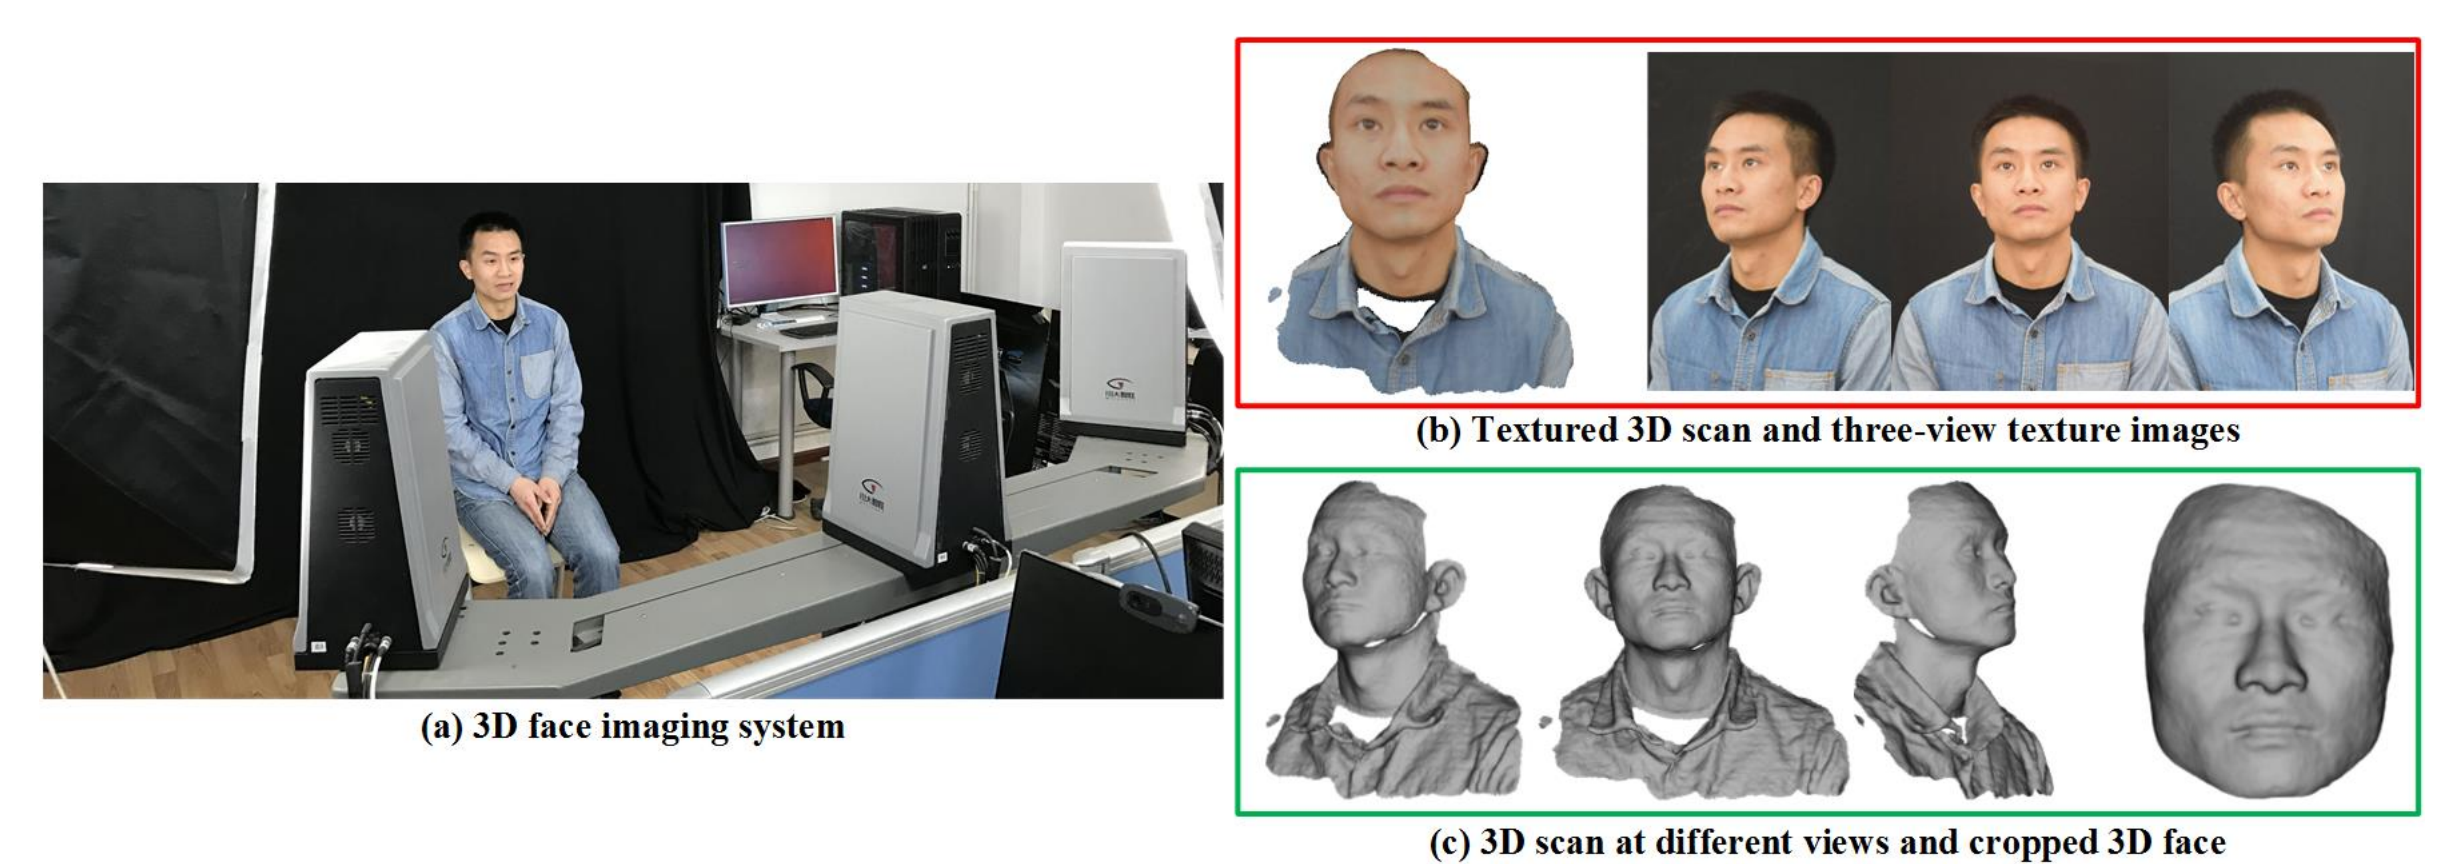 (a) 3D face imaging system
(b) Textured 3D scan and three-view texture images
(c) 3D scan at different views and cropped 3D face